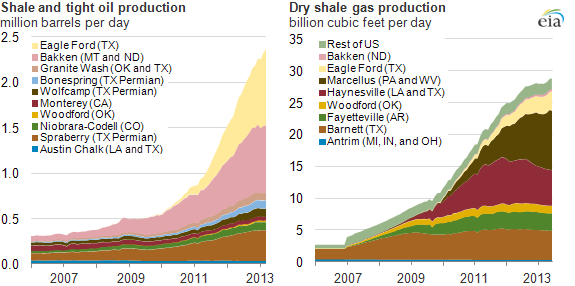 Shale and tight oil production
million barrels per day
2.5
2.0
1.5
1.0
0.5
0.0
Eagle Ford (TX)
Bakken (MT and ND)
Granite Wash (OK and TX)
Bonespring (TX Permian)
Wolfcamp (TX Permian)
Monterey (CA)
Woodford (OK)
Niobrara-Codell (CO)
Spraberry (TX Permian)
Austin Chalk (LA and TX)
2007 2009 2011 2013
Dry shale gas production
billion cubic feet per day
eia
35
30
25
20
15
10
5
0
Rest of US
Bakken (ND)
Eagle Ford (TX)
Marcellus (PA and WV)
Haynesville (LA and TX)
Woodford (OK)
Fayetteville (AR)
Barnett (TX)
Antrim (MI, IN, and OH)
2006 2007 2009 2011 2013